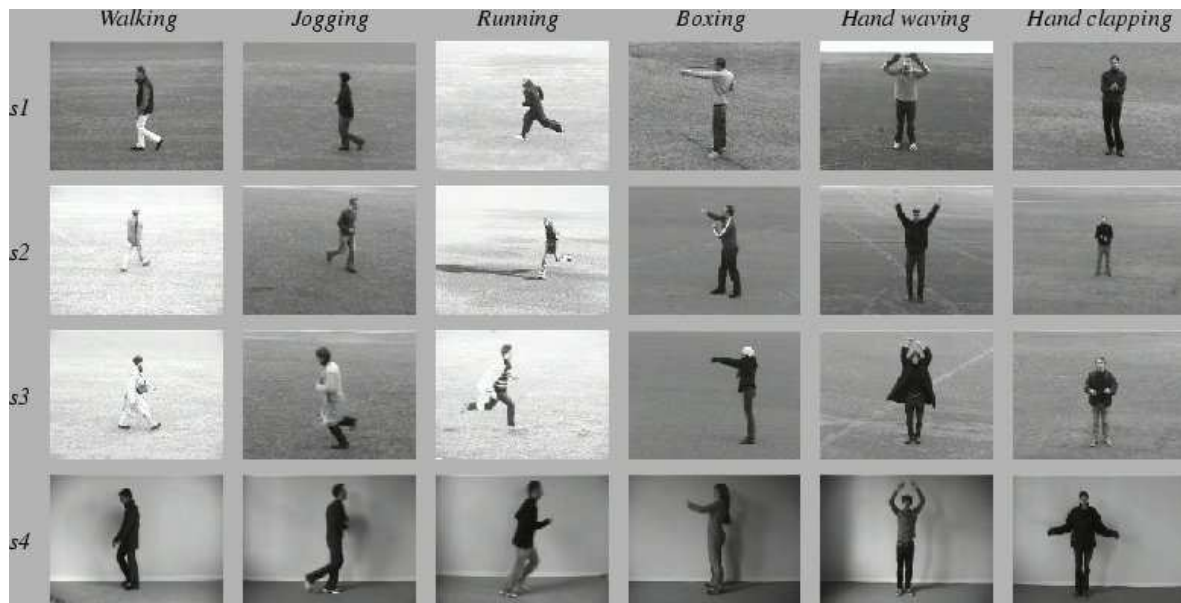 Walking Jogging Running Boxing Hand waving Hand clapping
s1
s2
s3
s4